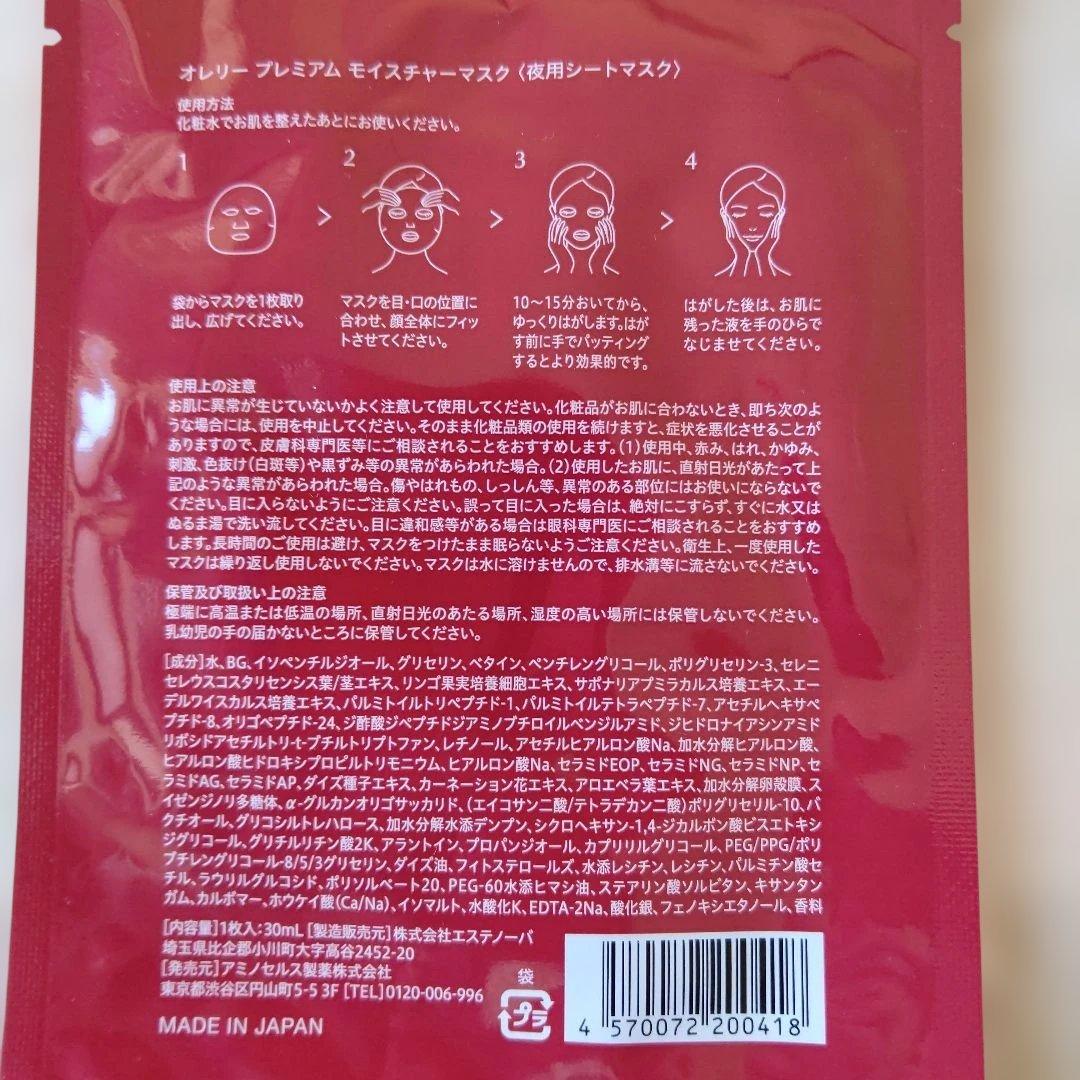 オレリー プレミアム モイスチャーマスク〈夜用シートマスク〉
使用方法
化粧水でお肌を整えたあとにお使いください。
1
2
3
4
袋からマスクを1枚取り
出し、広げてください。
マスクを目・口の位置に
合わせ、顔全体にフィッ
トさせてください。
10〜15分おいてから、
ゆっくりはがします。はが
す前に手でパッティング
するとより効果的です。
はがした後は、お肌に
残った液を手のひらで
なじませてください。
使用上の注意
お肌に異常が生じていないかよく注意して使用してください。化粧品がお肌に合わないとき、即ち次のよ
うな場合には、使用を中止してください。そのまま化粧品類の使用を続けますと、症状を悪化させることが
ありますので、皮膚科専門医等にご相談されることをおすすめします。(1)使用中、赤み、はれ、かゆみ、
刺激、色抜け(白斑等)や黒ずみ等の異常があらわれた場合。(2)使用したお肌に、直射日光があたって上
記のような異常があらわれた場合。傷やはれもの、しっしん等、異常のある部位にはお使いにならないで
ください。目に入らないようにご注意ください。誤って目に入った場合は、絶対にこすらず、すぐに水又は
ぬるま湯で洗い流してください。目に違和感等がある場合は眼科専門医にご相談されることをおすすめ
します。長時間のご使用は避け、マスクをつけたまま眠らないようご注意ください。衛生上、一度使用した
マスクは繰り返し使用しないでください。マスクは水に溶けませんので、排水溝等に流さないでください。
保管及び取扱い上の注意
極端に高温または低温の場所、直射日光のあたる場所、湿度の高い場所には保管しないでください。
乳幼児の手の届かないところに保管してください。
[成分]水、BG、イソペンチルジオール、グリセリン、ベタイン、ペンチレングリコール、ポリグリセリン-3、セレニ
セレウスコスタリセンシス葉/茎エキス、リンゴ果実培養細胞エキス、サポナリアプミラカルス培養エキス、エー
デルワイスカルス培養エキス、パルミトイルトリペプチド-1、パルミトイルテトラペプチド-7、アセチルヘキサペ
プチド-8、オリゴペプチド-24、ジ酢酸ジペプチドジアミノブチロイルベンジルアミド、ジヒドロナイアシンアミド
リボシドアセチルトリ-t-ブチルトリプトファン、レチノール、アセチルヒアルロン酸Na、加水分解ヒアルロン酸、
ヒアルロン酸ヒドロキシプロピルトリモニウム、ヒアルロン酸Na、セラミドEOP、セラミドNG、セラミドNP、セ
ラミドAG、セラミドAP、ダイズ種子エキス、カーネーション花エキス、アロエベラ葉エキス、加水分解卵殻膜、ス
イゼンジノリ多糖体、α-グルカンオリゴサッカリド、(エイコサン二酸/テトラデカン二酸)ポリグリセリル-10、バ
クチオール、グリコシルトレハロース、加水分解水添デンプン、シクロヘキサン-1,4-ジカルボン酸ビスエトキシ
ジグリコール、グリチルリチン酸2K、アラントイン、プロパンジオール、カプリリルグリコール、PEG/PPG/ポリ
ブチレングリコール-8/5/3グリセリン、ダイズ油、フィトステロールズ、水添レシチン、レシチン、パルミチン酸セ
チル、ラウリルグルコシド、ポリソルベート20、PEG-60水添ヒマシ油、ステアリン酸ソルビタン、キサンタン
ガム、カルボマー、ホウケイ酸(Ca/Na)、イソマルト、水酸化K、EDTA-2Na、酸化銀、フェノキシエタノール、香料
[内容量]1枚入:30mL [製造販売元]株式会社エステノーバ
埼玉県比企郡小川町大字高谷2452-20
[発売元]アミノセルス製薬株式会社
東京都渋谷区円山町5-5 3F [TEL]0120-006-996
MADE IN JAPAN
袋
プラ
4 570072 200418